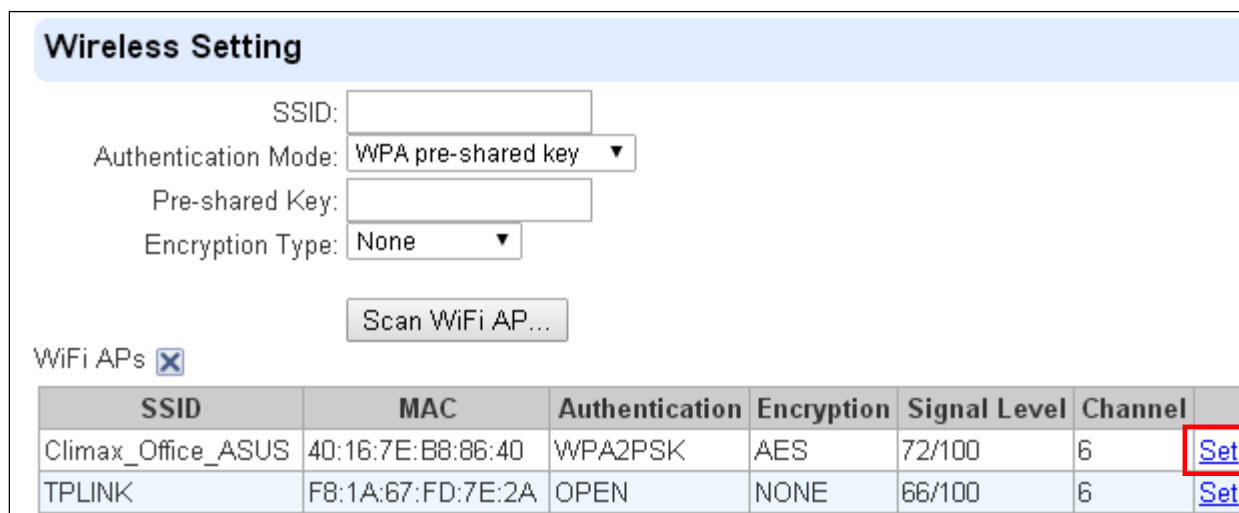 Wireless Setting
SSID:
Authentication Mode: WPA pre-shared key
Pre-shared Key:
Encryption Type: None
Scan WiFi AP...
WiFi APs
SSID MAC Authentication Encryption Signal Level Channel
Climax_Office_ASUS 40:16:7E:B8:86:40 WPA2PSK AES 72/100 6 Set
TPLINK F8:1A:67:FD:7E:2A OPEN NONE 66/100 6 Set